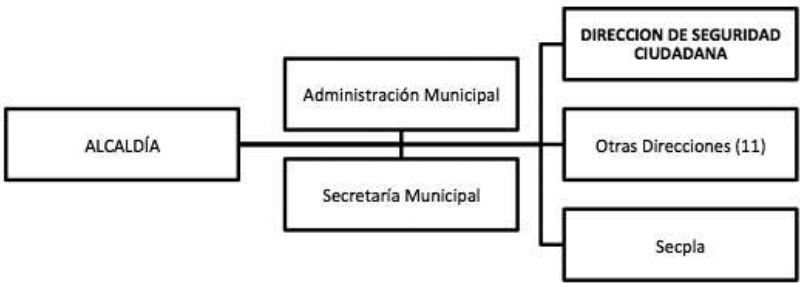 ALCALDÍA
Administración Municipal
Secretaría Municipal
DIRECCION DE SEGURIDAD
CIUDADANA
Otras Direcciones (11)
Secpla